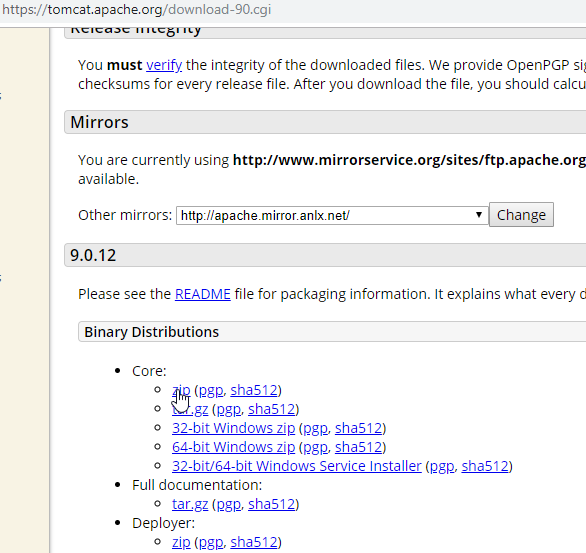 https://tomcat.apache.org/download-90.cgi
Release Integrity
You must verify the integrity of the downloaded files. We provide OpenPGP sig
checksums for every release file. After you download the file, you should calcu
Mirrors
You are currently using http://www.mirrorservice.org/sites/ftp.apache.org
available.
Other mirrors: http://apache.mirror.anlx.net/ Change
9.0.12
Please see the README file for packaging information. It explains what every d
Binary Distributions
Core:
zip (pgp, sha512)
tar.gz (pgp, sha512)
32-bit Windows zip (pgp, sha512)
64-bit Windows zip (pgp, sha512)
32-bit/64-bit Windows Service Installer (pgp, sha512)
Full documentation:
tar.gz (pgp, sha512)
Deployer:
zip (pgp, sha512)